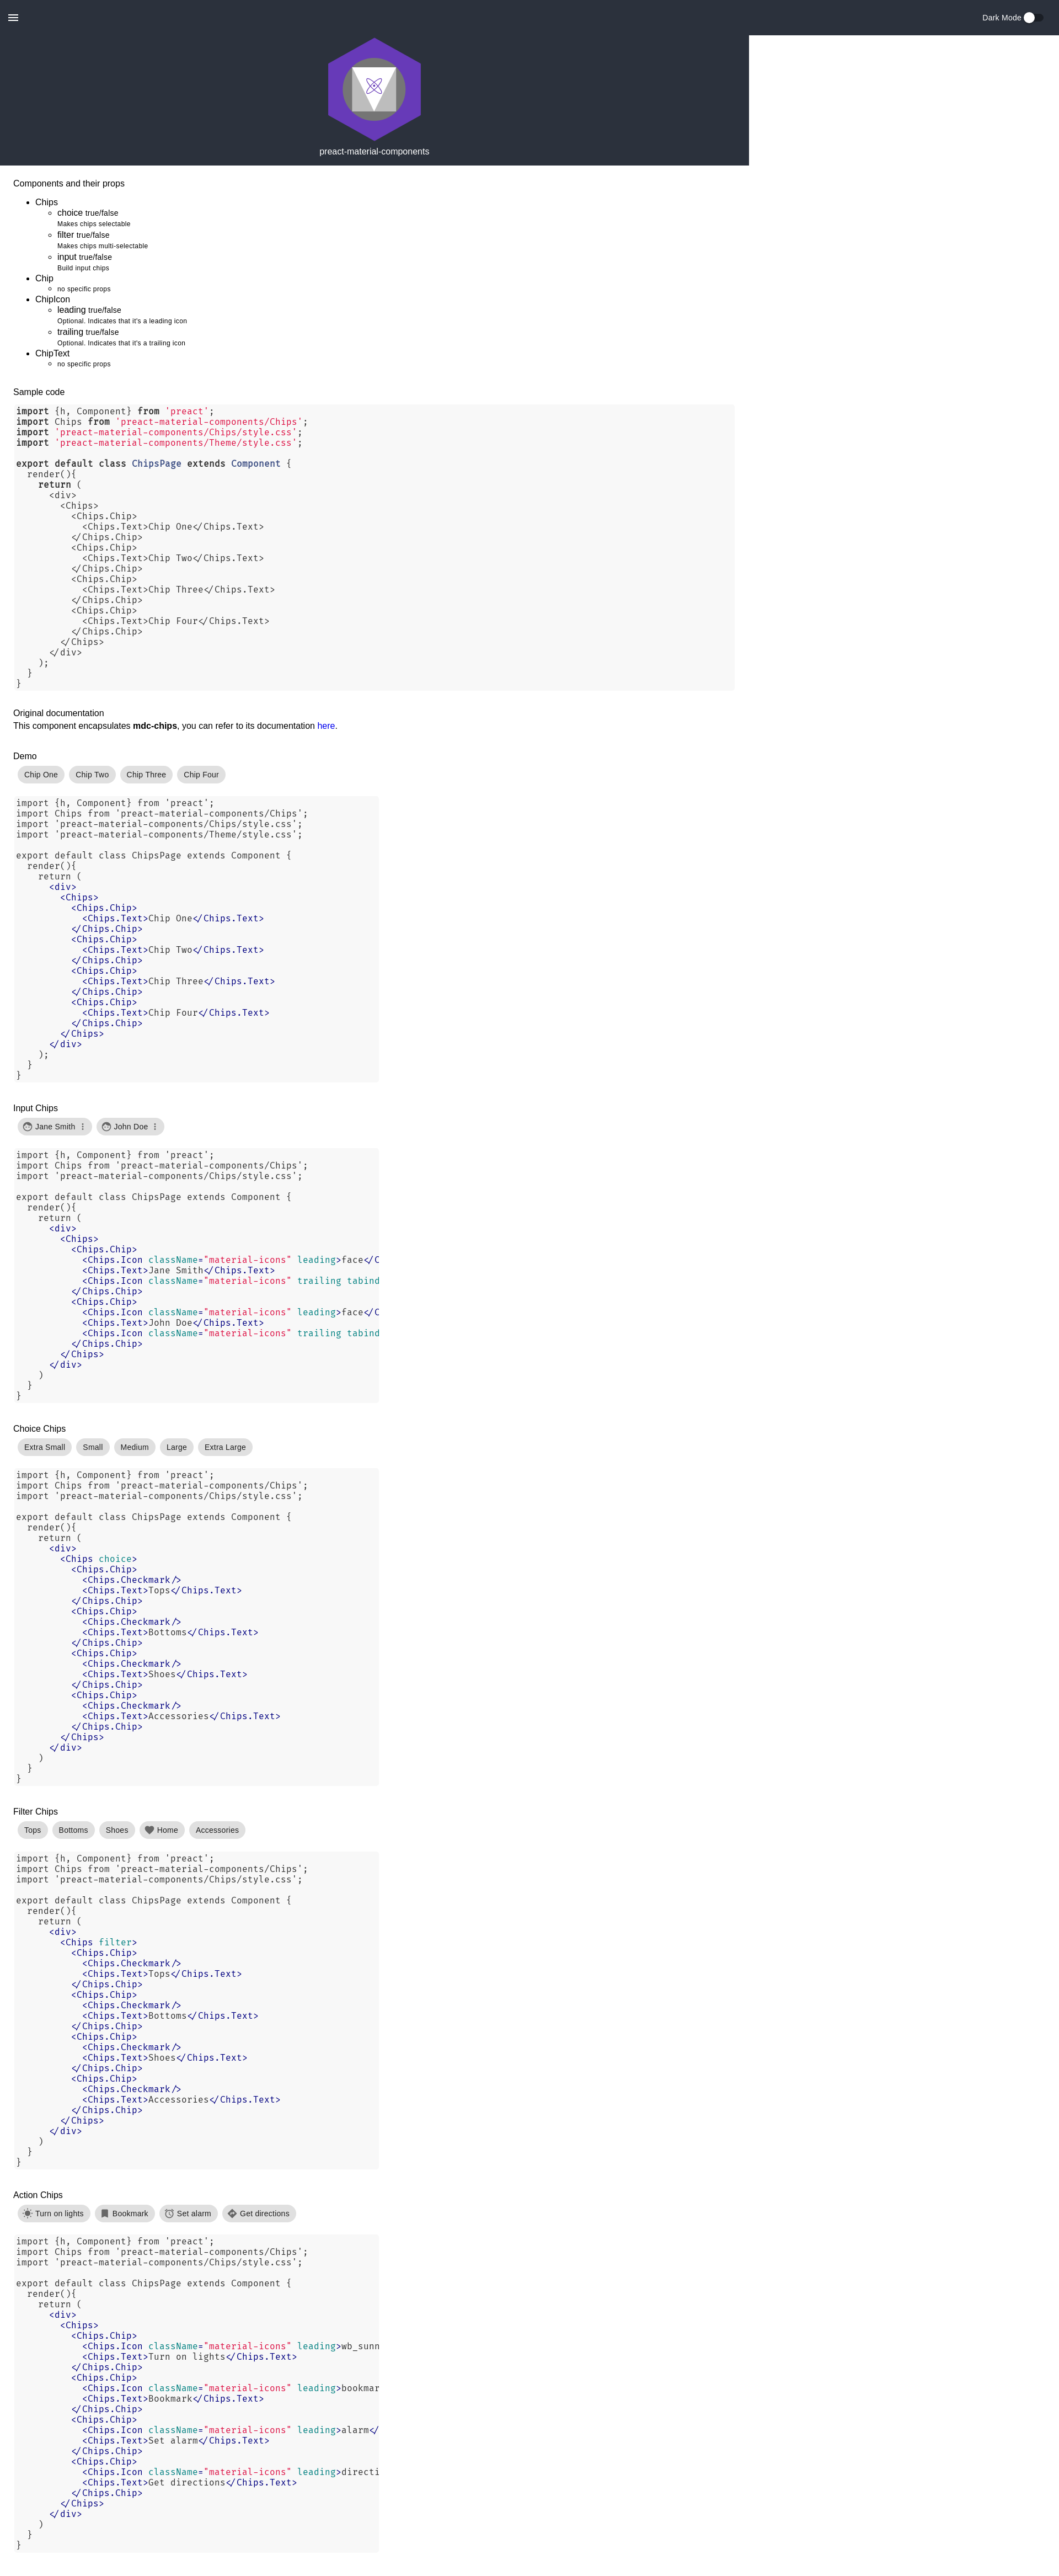 Dark Mode
preact-material-components
Components and their props
Chips
choice true/false
Makes chips selectable
filter true/false
Makes chips multi-selectable
input true/false
Build input chips
Chip
no specific props
ChipIcon
leading true/false
Optional. Indicates that it's a leading icon
trailing true/false
Optional. Indicates that it's a trailing icon
ChipText
no specific props
Sample code
import {h, Component} from 'preact';
import Chips from 'preact-material-components/Chips';
import 'preact-material-components/Chips/style.css';
import 'preact-material-components/Theme/style.css';
export default class ChipsPage extends Component {
render(){
return (
<div>
<Chips>
<Chips.Chip>
<Chips.Text>Chip One</Chips.Text>
</Chips.Chip>
<Chips.Chip>
<Chips.Text>Chip Two</Chips.Text>
</Chips.Chip>
<Chips.Chip>
<Chips.Text>Chip Three</Chips.Text>
</Chips.Chip>
<Chips.Chip>
<Chips.Text>Chip Four</Chips.Text>
</Chips.Chip>
</Chips>
</div>
);
}
}
Original documentation
This component encapsulates mdc-chips, you can refer to its documentation here.
Demo
Chip One Chip Two Chip Three Chip Four
import {h, Component} from 'preact';
import Chips from 'preact-material-components/Chips';
import 'preact-material-components/Chips/style.css';
import 'preact-material-components/Theme/style.css';
export default class ChipsPage extends Component {
render(){
return (
<div>
<Chips>
<Chips.Chip>
<Chips.Text>Chip One</Chips.Text>
</Chips.Chip>
<Chips.Chip>
<Chips.Text>Chip Two</Chips.Text>
</Chips.Chip>
<Chips.Chip>
<Chips.Text>Chip Three</Chips.Text>
</Chips.Chip>
<Chips.Chip>
<Chips.Text>Chip Four</Chips.Text>
</Chips.Chip>
</Chips>
</div>
);
}
}
Input Chips
Jane Smith John Doe
import {h, Component} from 'preact';
import Chips from 'preact-material-components/Chips';
import 'preact-material-components/Chips/style.css';
export default class ChipsPage extends Component {
render(){
return (
<div>
<Chips>
<Chips.Chip>
<Chips.Icon className="material-icons" leading>face</C
<Chips.Text>Jane Smith</Chips.Text>
<Chips.Icon className="material-icons" trailing tabind
</Chips.Chip>
<Chips.Chip>
<Chips.Icon className="material-icons" leading>face</C
<Chips.Text>John Doe</Chips.Text>
<Chips.Icon className="material-icons" trailing tabind
</Chips.Chip>
</Chips>
</div>
)
}
}
Choice Chips
Extra Small Small Medium Large Extra Large
import {h, Component} from 'preact';
import Chips from 'preact-material-components/Chips';
import 'preact-material-components/Chips/style.css';
export default class ChipsPage extends Component {
render(){
return (
<div>
<Chips choice>
<Chips.Chip>
<Chips.Checkmark/>
<Chips.Text>Tops</Chips.Text>
</Chips.Chip>
<Chips.Chip>
<Chips.Checkmark/>
<Chips.Text>Bottoms</Chips.Text>
</Chips.Chip>
<Chips.Chip>
<Chips.Checkmark/>
<Chips.Text>Shoes</Chips.Text>
</Chips.Chip>
<Chips.Chip>
<Chips.Checkmark/>
<Chips.Text>Accessories</Chips.Text>
</Chips.Chip>
</Chips>
</div>
)
}
}
Filter Chips
Tops Bottoms Shoes Home Accessories
import {h, Component} from 'preact';
import Chips from 'preact-material-components/Chips';
import 'preact-material-components/Chips/style.css';
export default class ChipsPage extends Component {
render(){
return (
<div>
<Chips filter>
<Chips.Chip>
<Chips.Checkmark/>
<Chips.Text>Tops</Chips.Text>
</Chips.Chip>
<Chips.Chip>
<Chips.Checkmark/>
<Chips.Text>Bottoms</Chips.Text>
</Chips.Chip>
<Chips.Chip>
<Chips.Checkmark/>
<Chips.Text>Shoes</Chips.Text>
</Chips.Chip>
<Chips.Chip>
<Chips.Checkmark/>
<Chips.Text>Accessories</Chips.Text>
</Chips.Chip>
</Chips>
</div>
)
}
}
Action Chips
Turn on lights Bookmark Set alarm Get directions
import {h, Component} from 'preact';
import Chips from 'preact-material-components/Chips';
import 'preact-material-components/Chips/style.css';
export default class ChipsPage extends Component {
render(){
return (
<div>
<Chips>
<Chips.Chip>
<Chips.Icon className="material-icons" leading>wb_sunn
<Chips.Text>Turn on lights</Chips.Text>
</Chips.Chip>
<Chips.Chip>
<Chips.Icon className="material-icons" leading>bookmar
<Chips.Text>Bookmark</Chips.Text>
</Chips.Chip>
<Chips.Chip>
<Chips.Icon className="material-icons" leading>alarm</
<Chips.Text>Set alarm</Chips.Text>
</Chips.Chip>
<Chips.Chip>
<Chips.Icon className="material-icons" leading>directi
<Chips.Text>Get directions</Chips.Text>
</Chips.Chip>
</Chips>
</div>
)
}
}